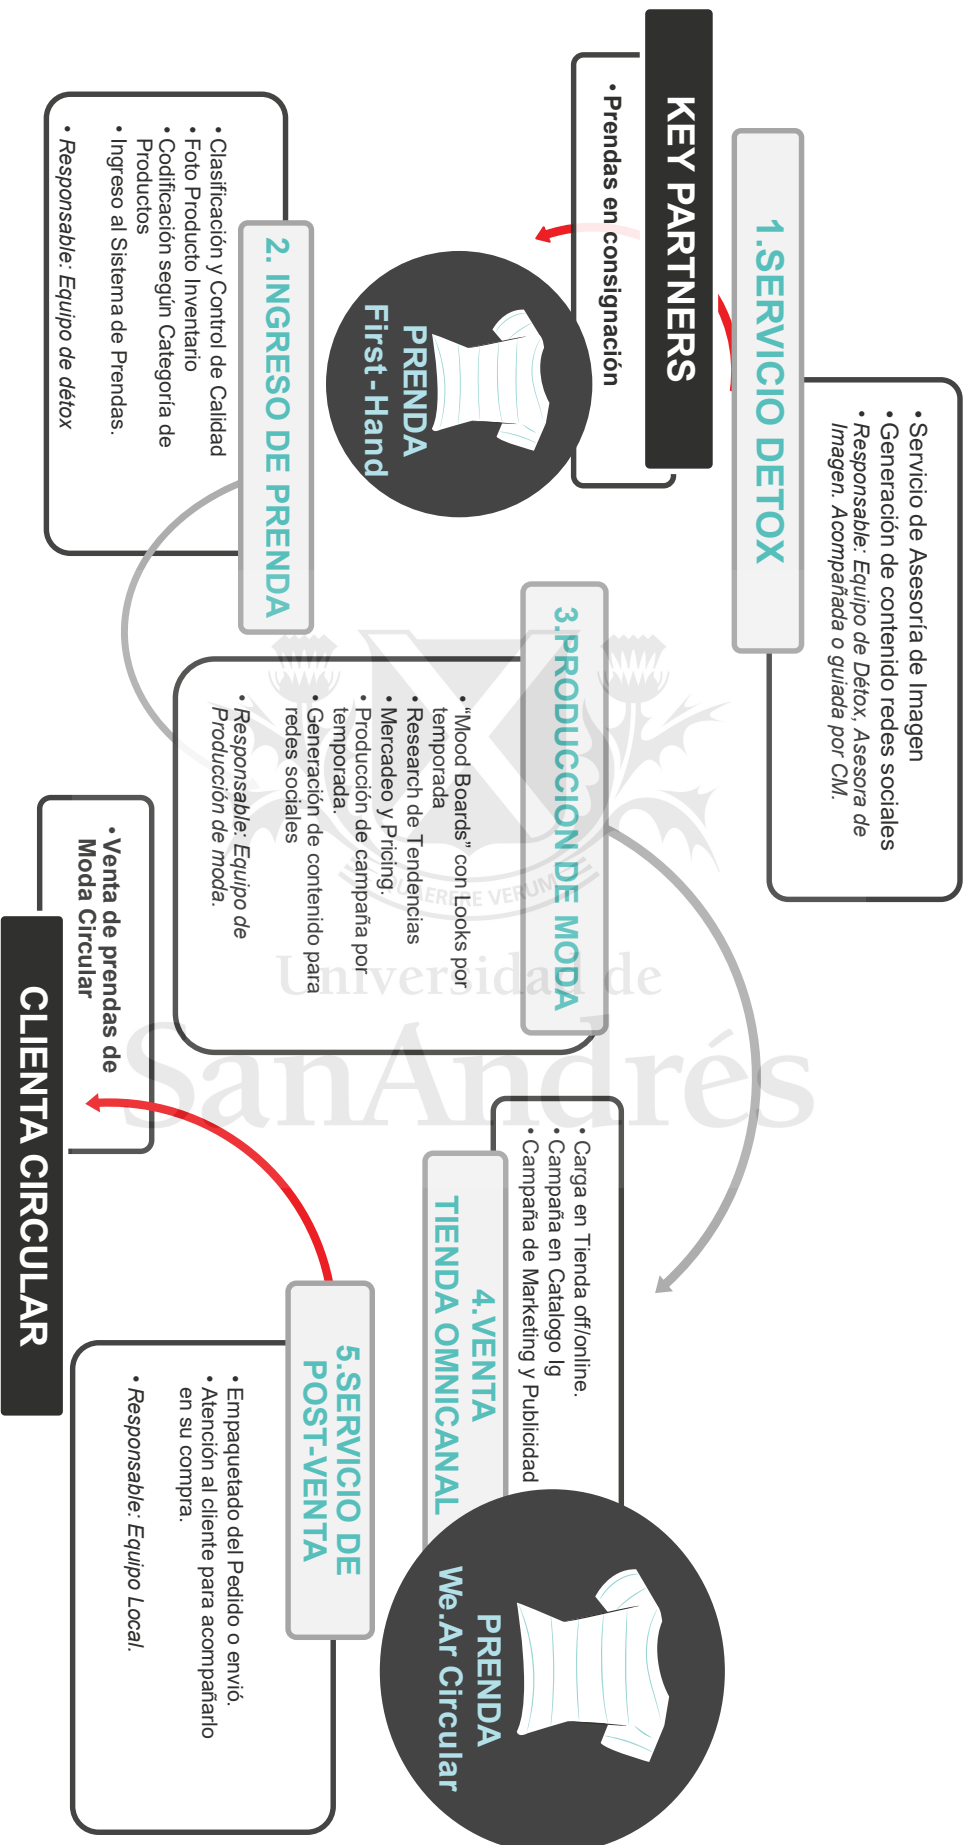 1.SERVICIO DETOX
• Servicio de Asesoría de Imagen
• Generación de contenido redes sociales
• Responsable: Equipo de Détox, Asesora de
Imagen. Acompañada o guiada por CM.
KEY PARTNERS
• Prendas en consignación
PRENDA
First-Hand
2. INGRESO DE PRENDA
• Clasificación y Control de Calidad
• Foto Producto Inventario
• Codificación según Categoría de
Productos
• Ingreso al Sistema de Prendas.
• Responsable: Equipo de détox
3.PRODUCCION DE MODA
• “Mood Boards” con Looks por
temporada
• Research de Tendencias
• Mercadeo y Pricing.
• Producción de campaña por
temporada.
• Generación de contenido para
redes sociales
• Responsable: Equipo de
Producción de moda.
• Carga en Tienda off/online.
• Campaña en Catalogo Ig
• Campaña de Marketing y Publicidad
4.VENTA
TIENDA OMNICANAL
PRENDA
We.Ar Circular
5.SERVICIO DE
POST-VENTA
• Empaquetado del Pedido o envió.
• Atención al cliente para acompañarlo
en su compra.
• Responsable: Equipo Local.
• Venta de prendas de
Moda Circular
CLIENTA CIRCULAR
QUAERERE VERUM
Universidad de
SanAndrés